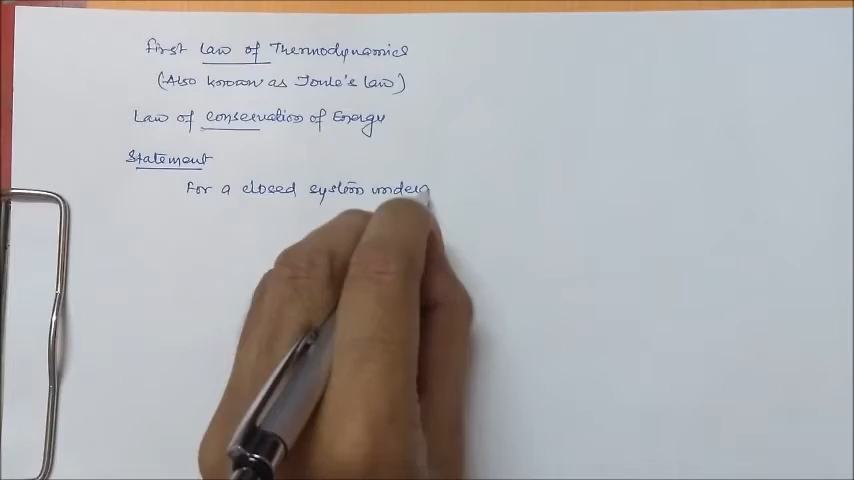 First Law of Thermodynamics
(Also known as Joule's law)
Law of conservation of Energy
Statement
For a closed system under